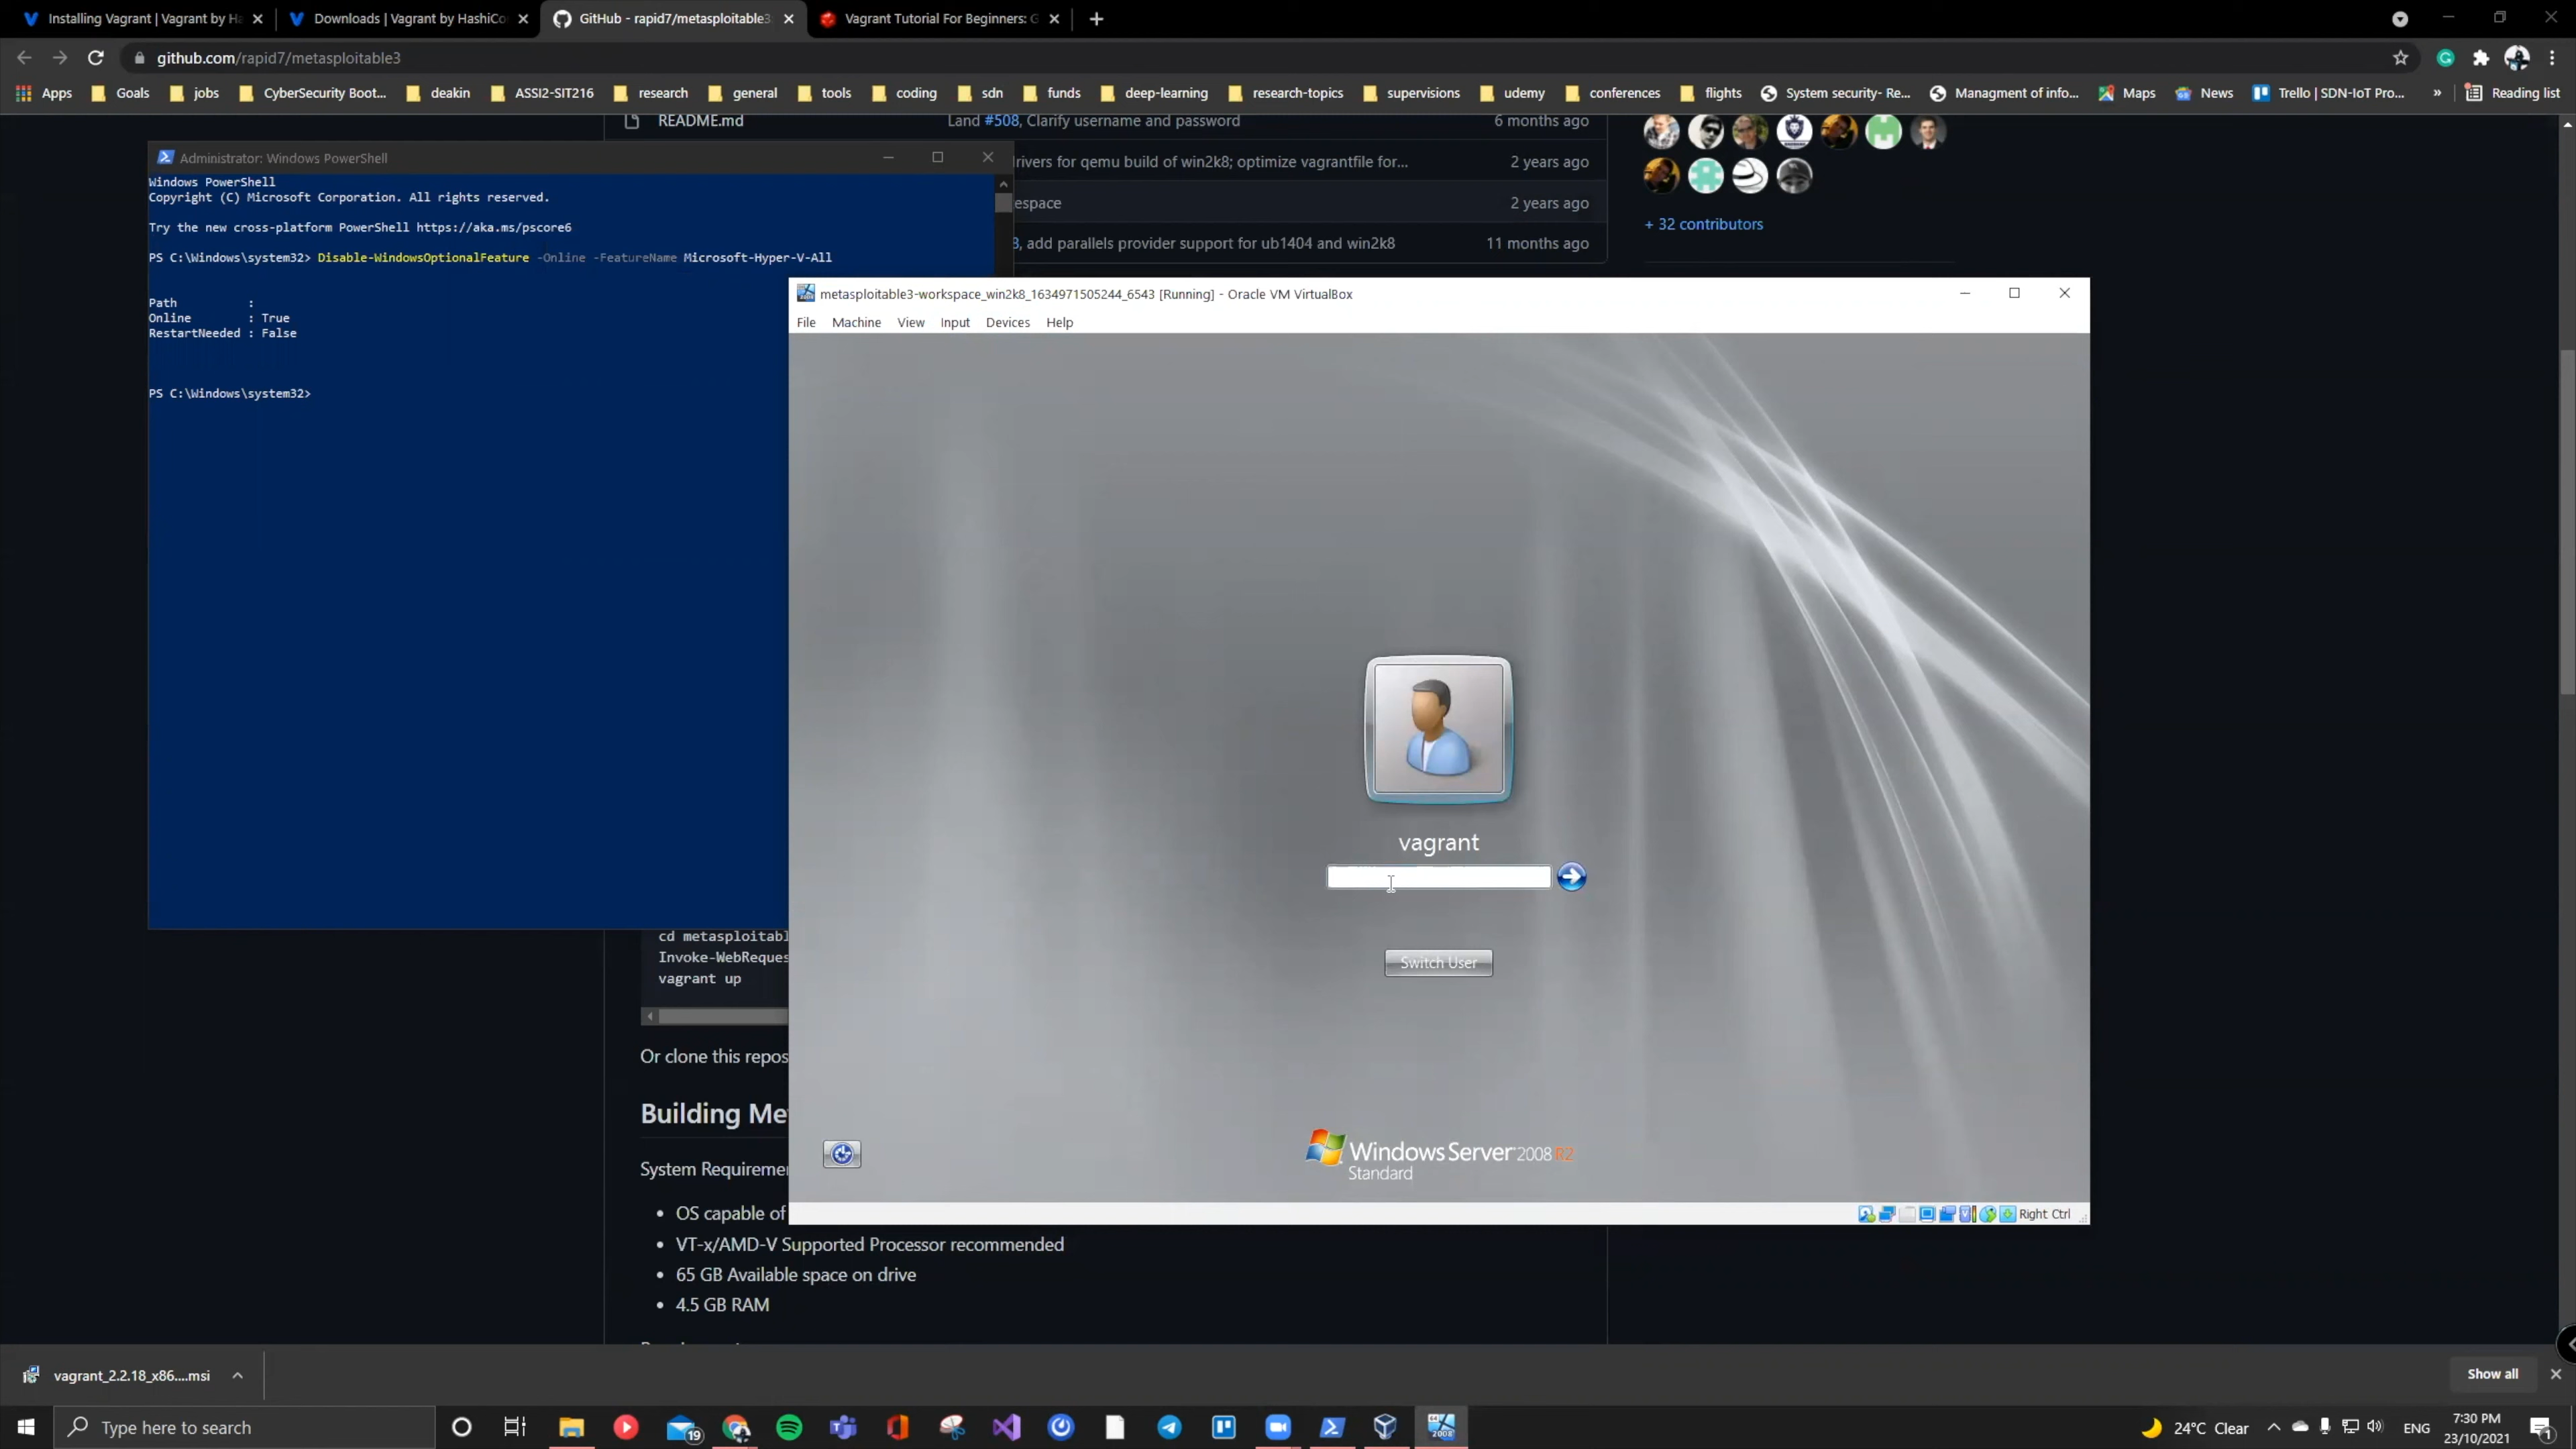 Installing Vagrant | Vagrant by Ha
Downloads | Vagrant by HashiCo
GitHub - rapid7/metasploitable3
Vagrant Tutorial For Beginners: G
github.com/rapid7/metasploitable3
Apps
Goals
jobs
CyberSecurity Boot...
deakin
ASSI2-SIT216
research
general
tools
coding
sdn
funds
deep-learning
research-topics
supervisions
udemy
conferences
flights
System security- Re...
Managment of info...
Maps
News
Trello | SDN-IoT Pro...
»
Reading list
README.md
Land #508, Clarify username and password
6 months ago
rivers for qemu build of win2k8; optimize vagrantfile for...
2 years ago
espace
2 years ago
, add parallels provider support for ub1404 and win2k8
11 months ago
+ 32 contributors
Administrator: Windows PowerShell
Windows PowerShell
Copyright (C) Microsoft Corporation. All rights reserved.
Try the new cross-platform PowerShell https://aka.ms/pscore6
PS C:\Windows\system32> Disable-WindowsOptionalFeature -Online -FeatureName Microsoft-Hyper-V-All
Path :
Online : True
RestartNeeded : False
PS C:\Windows\system32>
metasploitable3-workspace_win2k8_1634971505244_6543 [Running] - Oracle VM VirtualBox
File
Machine
View
Input
Devices
Help
vagrant
Switch User
Windows Server 2008 R2
Standard
Right Ctrl
cd metasploitabl
Invoke-WebReques
vagrant up
Or clone this repos
Building Me
System Requiremen
OS capable of
VT-x/AMD-V Supported Processor recommended
65 GB Available space on drive
4.5 GB RAM
vagrant_2.2.18_x86....msi
Show all
Type here to search
19
2008
24°C Clear
ENG
7:30 PM
23/10/2021
1